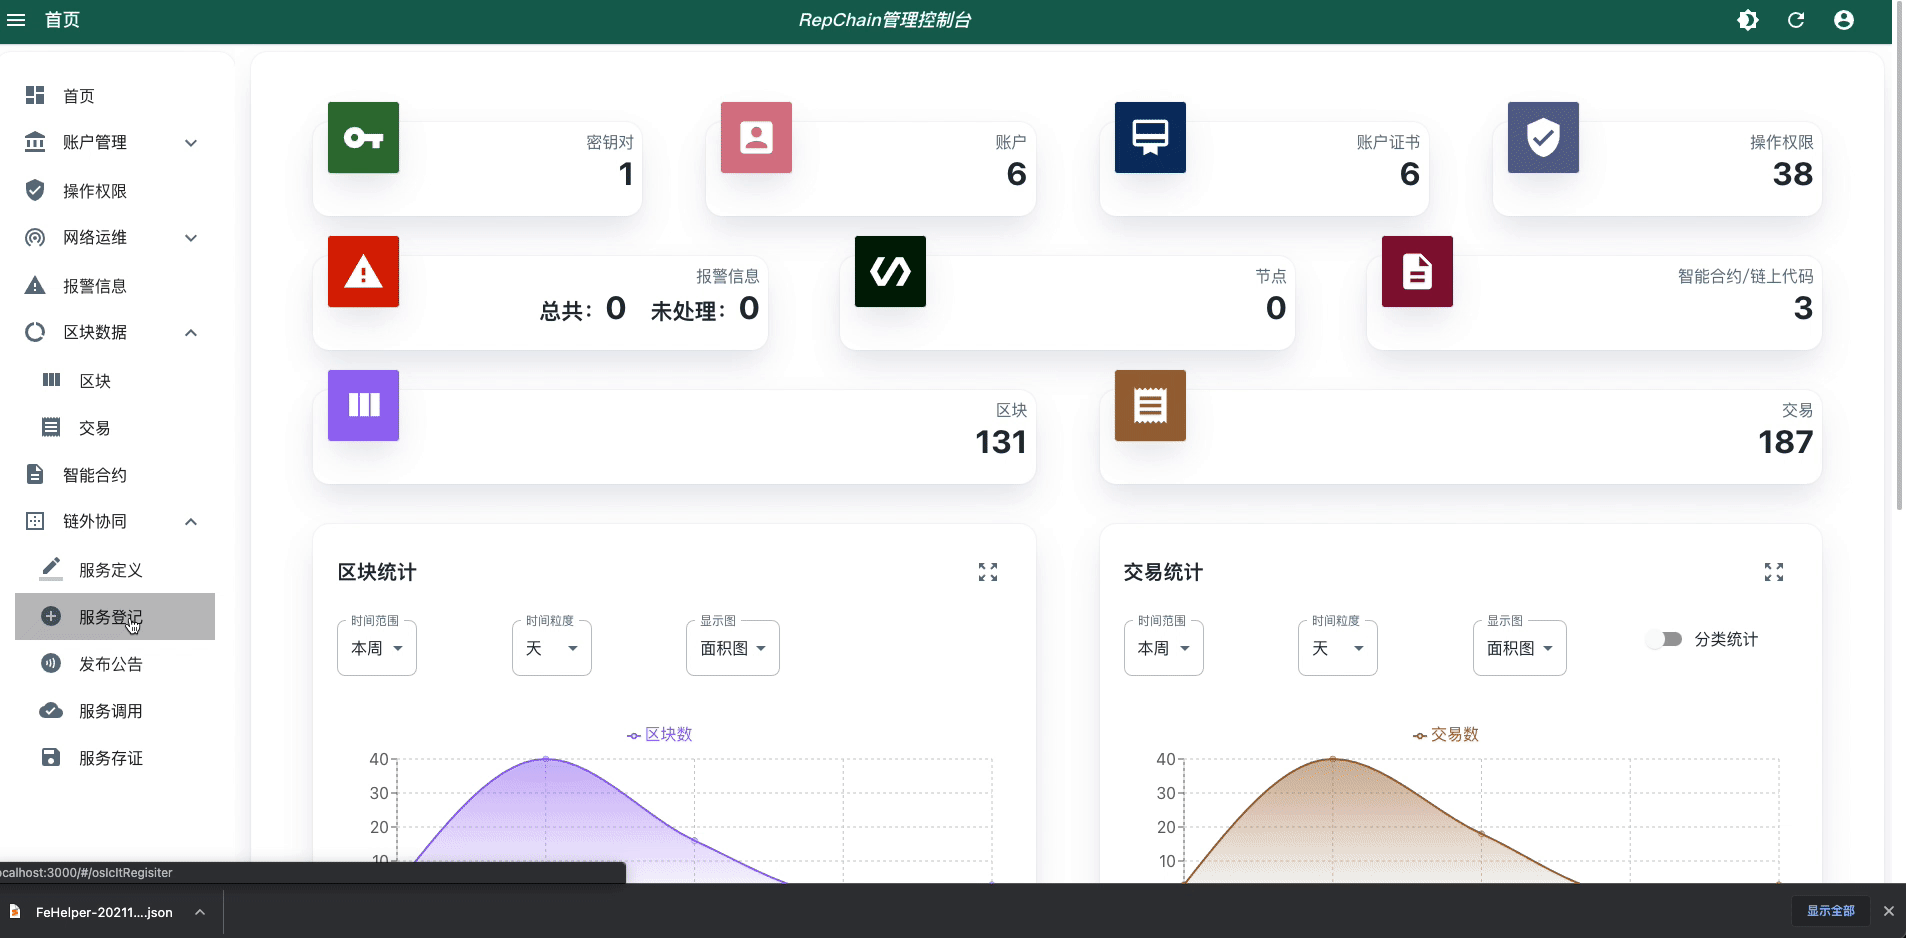 首页
RepChain管理控制台
首页
账户管理
操作权限
网络运维
报警信息
区块数据
区块
交易
智能合约
链外协同
服务定义
服务登记
发布公告
服务调用
服务存证
密钥对
1
账户
6
账户证书
6
操作权限
38
报警信息
总共：0 未处理：0
节点
0
智能合约/链上代码
3
区块
131
交易
187
区块统计
时间范围
本周
时间粒度
天
显示图
面积图
区块数
40
30
20
10
交易统计
时间范围
本周
时间粒度
天
显示图
面积图
分类统计
交易数
40
30
20
10
ocalhost:3000/#/osIcItRegisiter
FeHelper-20211....json
显示全部